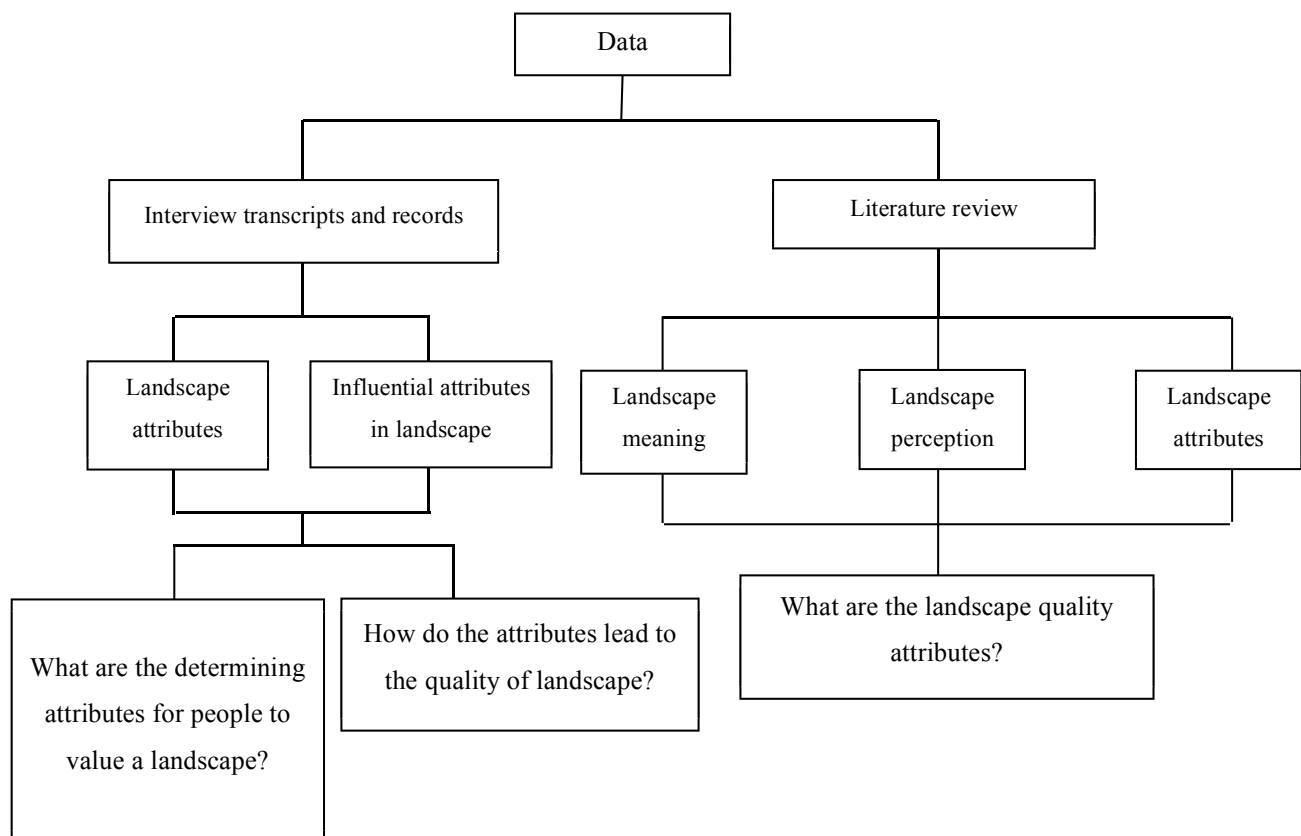 Data
Interview transcripts and records
Literature review
Landscape
attributes
Influential attributes
in landscape
Landscape
meaning
Landscape
perception
Landscape
attributes
What are the determining
attributes for people to
value a landscape?
How do the attributes lead to
the quality of landscape?
What are the landscape quality
attributes?